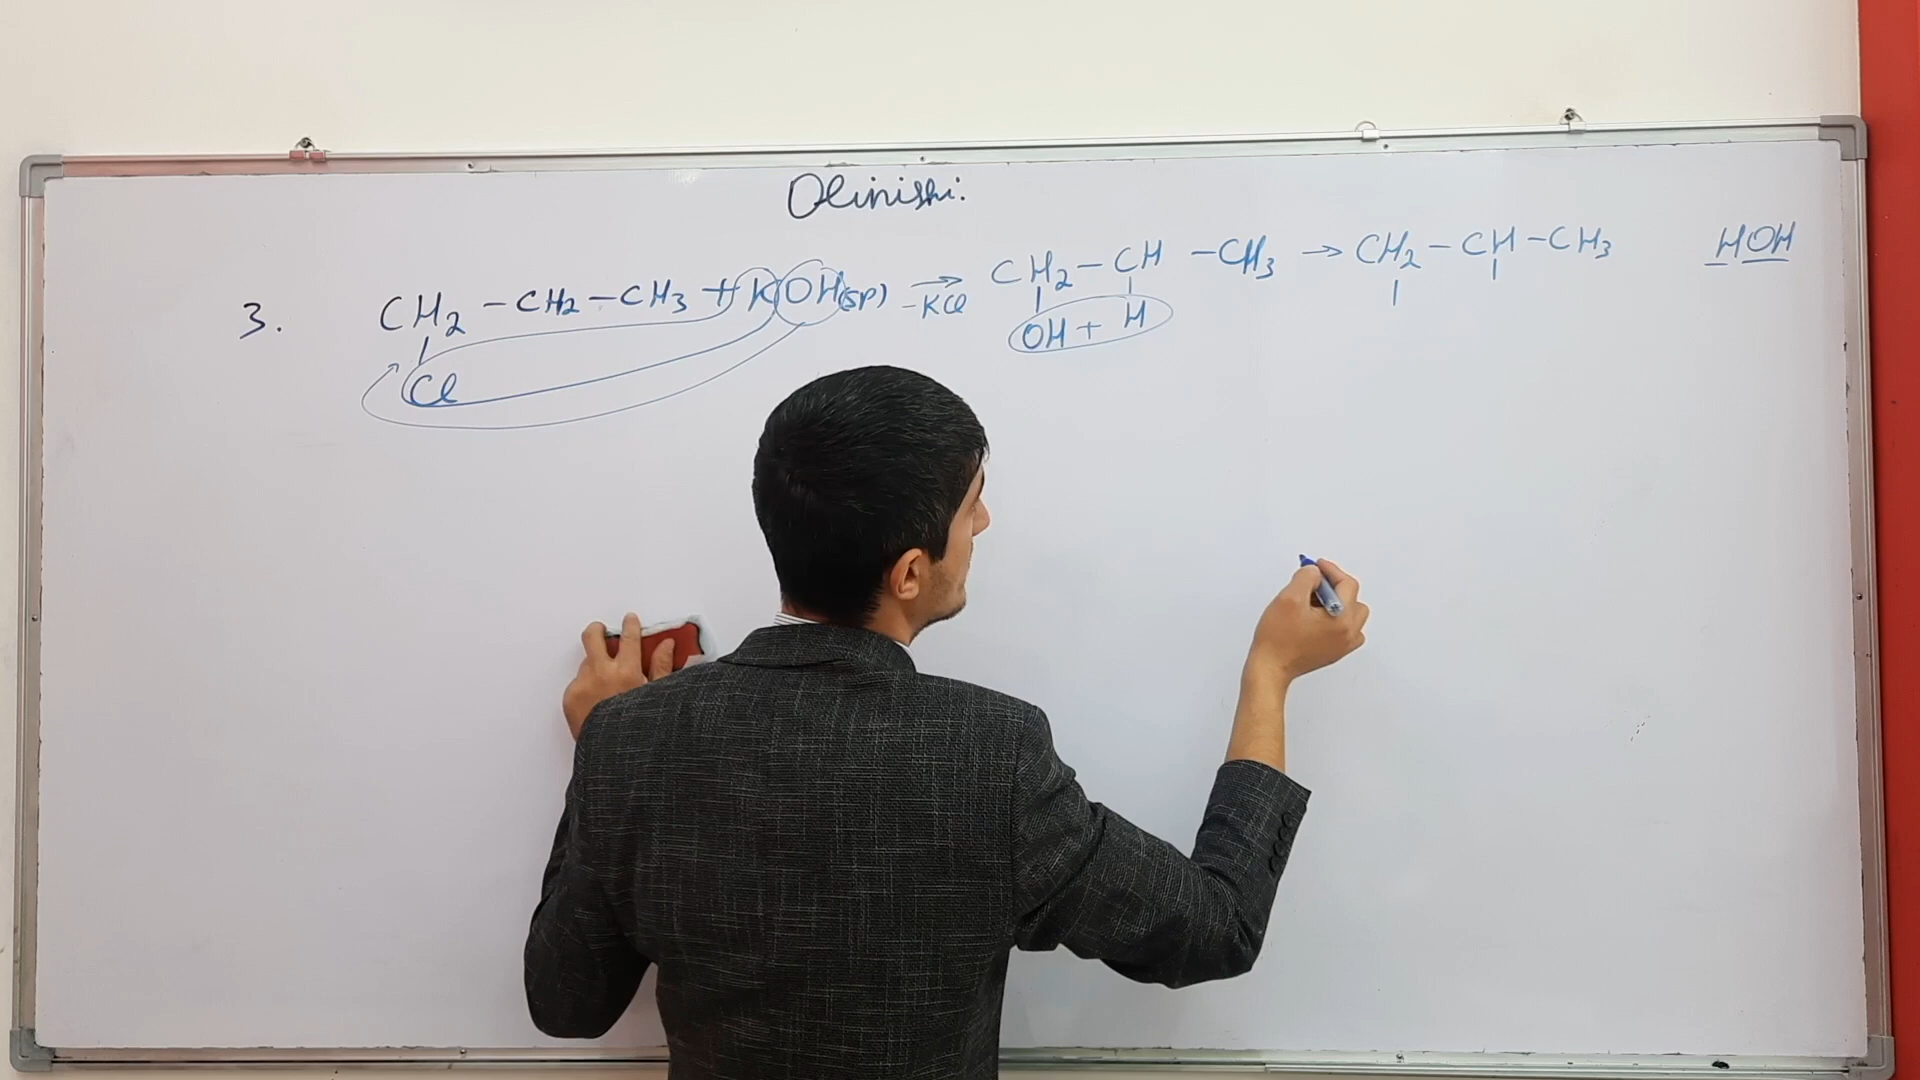 Olinishi:
3. CH2 – CH2 – CH3 + KOH(sp) → CH2 – CH – CH3 → CH2 – CH – CH3 HOH
–KCl
Cl OH + H